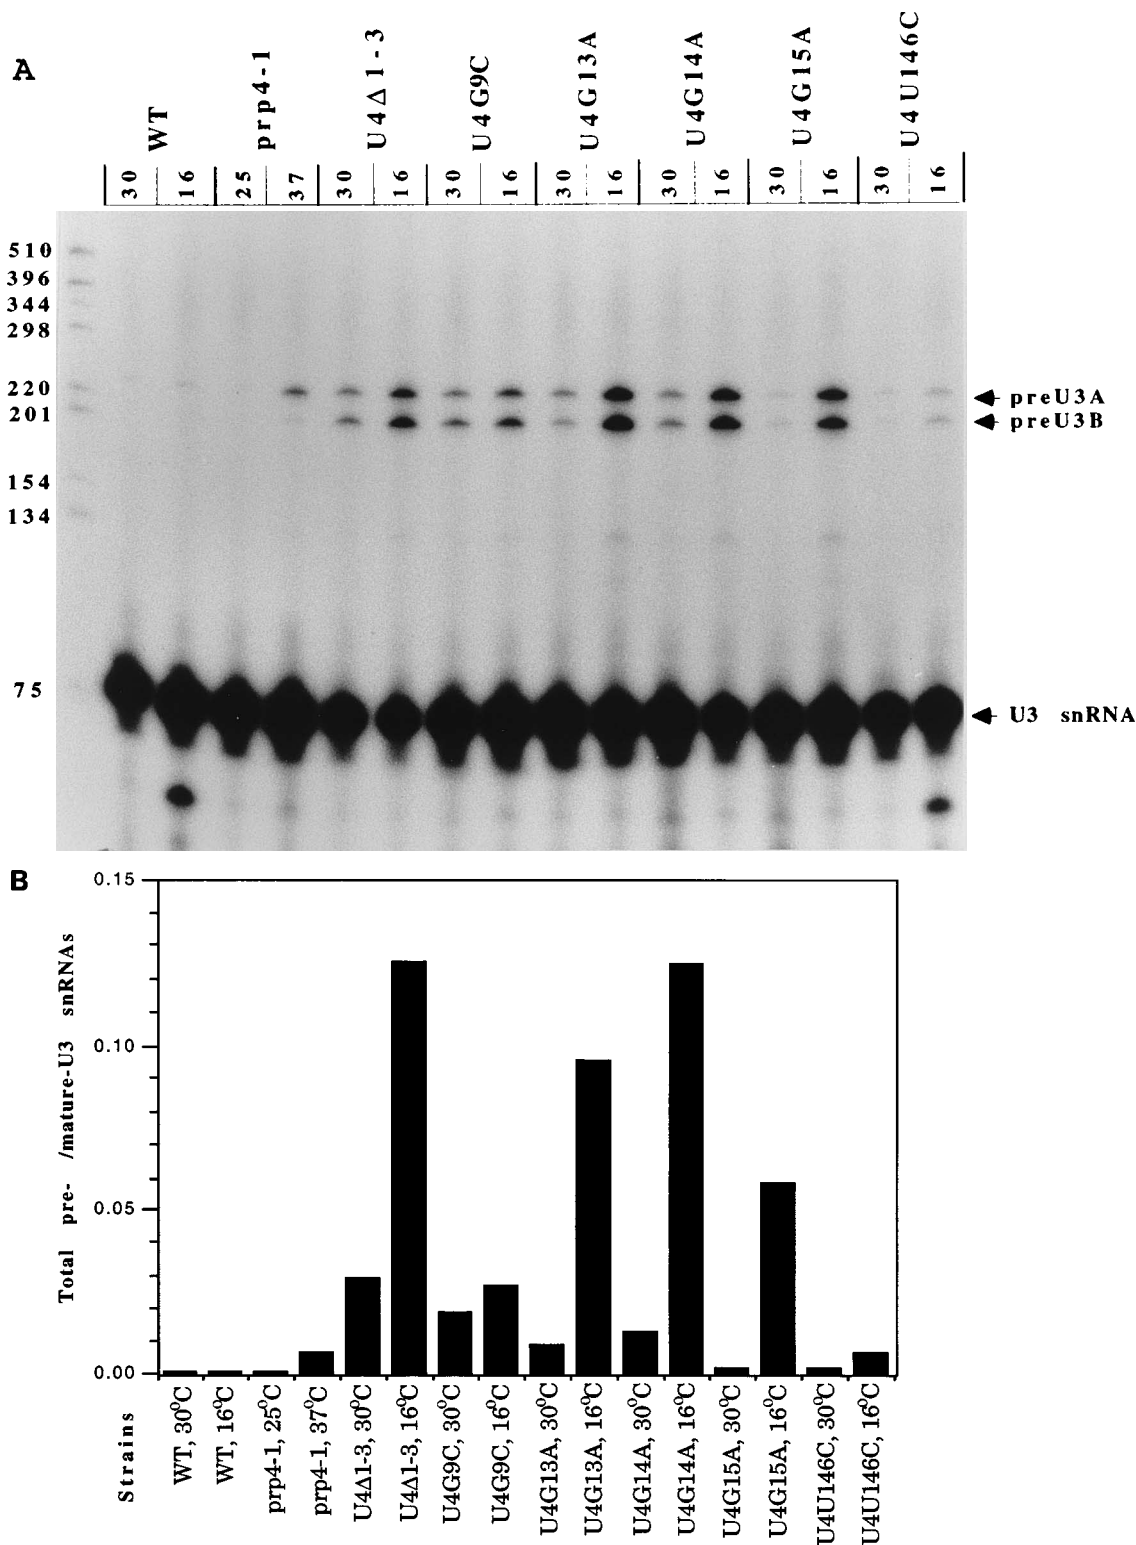 A
WT
prp4-1
U4Δ1-3
U4G9C
U4G13A
U4G14A
U4G15A
U4U146C
30 16 25 37 30 16 30 16 30 16 30 16 30 16 30 16
510
396
344
298
220
201
154
134
75
preU3A
preU3B
U3 snRNA
B
Total pre- /mature-U3 snRNAs
0.15
0.10
0.05
0.00
Strains
WT, 30°C
WT, 16°C
prp4-1, 25°C
prp4-1, 37°C
U4Δ1-3, 30°C
U4Δ1-3, 16°C
U4G9C, 30°C
U4G9C, 16°C
U4G13A, 30°C
U4G13A, 16°C
U4G14A, 30°C
U4G14A, 16°C
U4G15A, 30°C
U4G15A, 16°C
U4U146C, 30°C
U4U146C, 16°C